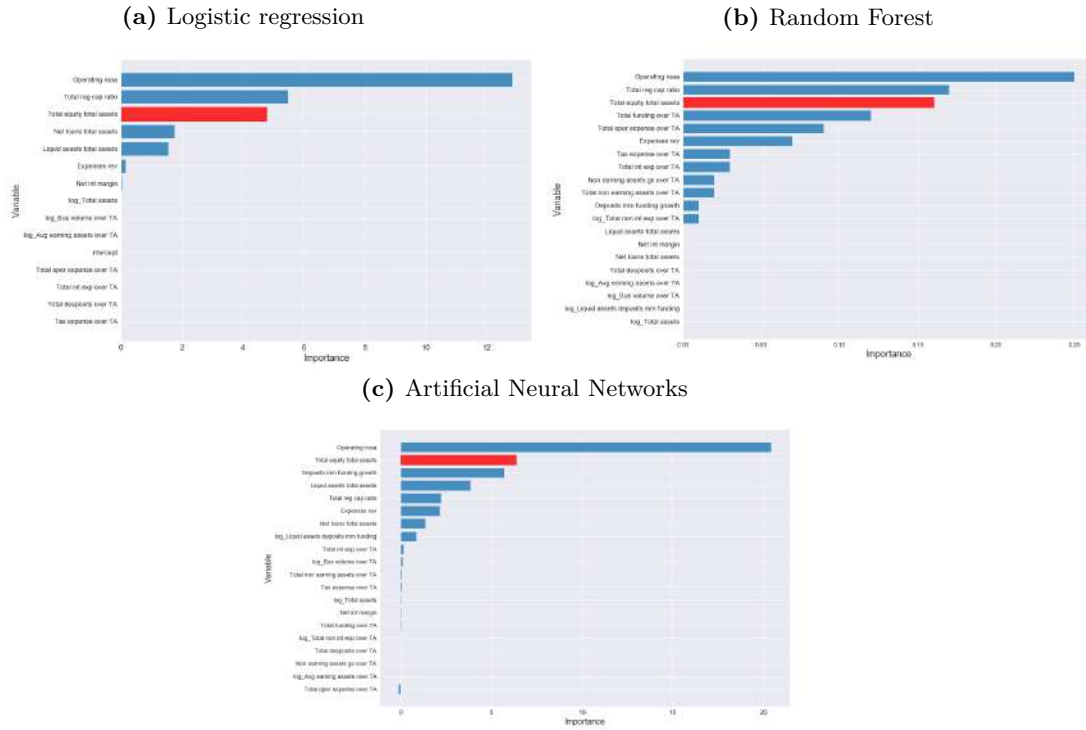 (a) Logistic regression
Operating roaa
Total reg cap ratio
Total equity total assets
Net loans total assets
Liquid assets total assets
Expenses rev
Net int margin
log_Total assets
log_Bus volume over TA
log_Avg earning assets over TA
Intercept
Total oper expense over TA
Total int exp over TA
Total deposits over TA
Tax expense over TA
Variable
0 2 4 6 8 10 12
Importance
(b) Random Forest
Operating roaa
Total reg cap ratio
Total equity total assets
Total funding over TA
Total oper expense over TA
Expenses rev
Tax expense over TA
Total int exp over TA
Non earning assets gs over TA
Total non earning assets over TA
Deposits mm funding growth
log_Total non int exp over TA
Liquid assets total assets
Net int margin
Net loans total assets
Total deposits over TA
log_Avg earning assets over TA
log_Bus volume over TA
log_Liquid assets deposits mm funding
log_Total assets
Variable
0.00 0.05 0.10 0.15 0.20 0.25
Importance
(c) Artificial Neural Networks
Operating roaa
Total equity total assets
Deposits mm funding growth
Liquid assets total assets
Total reg cap ratio
Expenses rev
Net loans total assets
log_Liquid assets deposits mm funding
Total int exp over TA
log_Bus volume over TA
Total non earning assets over TA
Tax expense over TA
log_Total assets
Net int margin
Total funding over TA
log_Total non int exp over TA
Total deposits over TA
Non earning assets gs over TA
log_Avg earning assets over TA
Total oper expense over TA
Variable
0 5 10 15 20
Importance